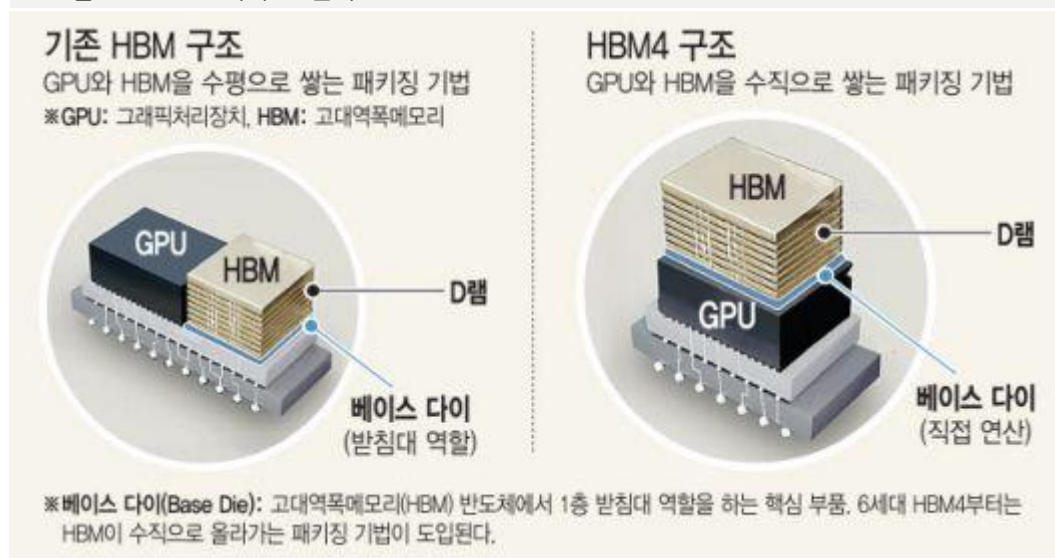 기존 HBM 구조
GPU와 HBM을 수평으로 쌓는 패키징 기법
※GPU: 그래픽처리장치, HBM: 고대역폭메모리
GPU
HBM
D램
베이스 다이
(받침대 역할)
HBM4 구조
GPU와 HBM을 수직으로 쌓는 패키징 기법
HBM
D램
GPU
베이스 다이
(직접 연산)
※베이스 다이(Base Die): 고대역폭메모리(HBM) 반도체에서 1층 받침대 역할을 하는 핵심 부품. 6세대 HBM4부터는
HBM이 수직으로 올라가는 패키징 기법이 도입된다.